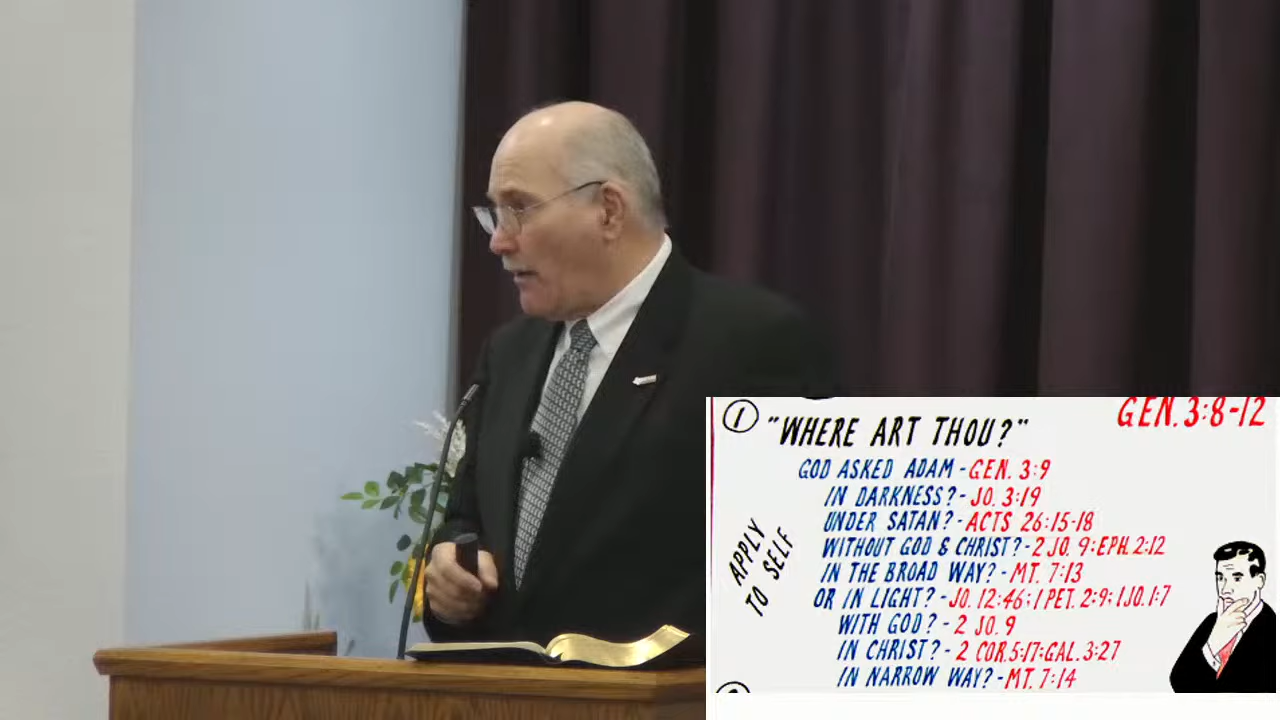 ① "WHERE ART THOU?" GEN. 3:8-12
GOD ASKED ADAM - GEN. 3:9
IN DARKNESS? - JO. 3:19
UNDER SATAN? - ACTS 26:15-18
WITHOUT GOD & CHRIST? - 2 JO. 9; EPH. 2:12
IN THE BROAD WAY? - MT. 7:13
OR IN LIGHT? - JO. 12:46; 1 PET. 2:9; 1 JO. 1:7
WITH GOD? - 2 JO. 9
IN CHRIST? - 2 COR. 5:17; GAL. 3:27
IN NARROW WAY? - MT. 7:14
APPLY
TO SELF